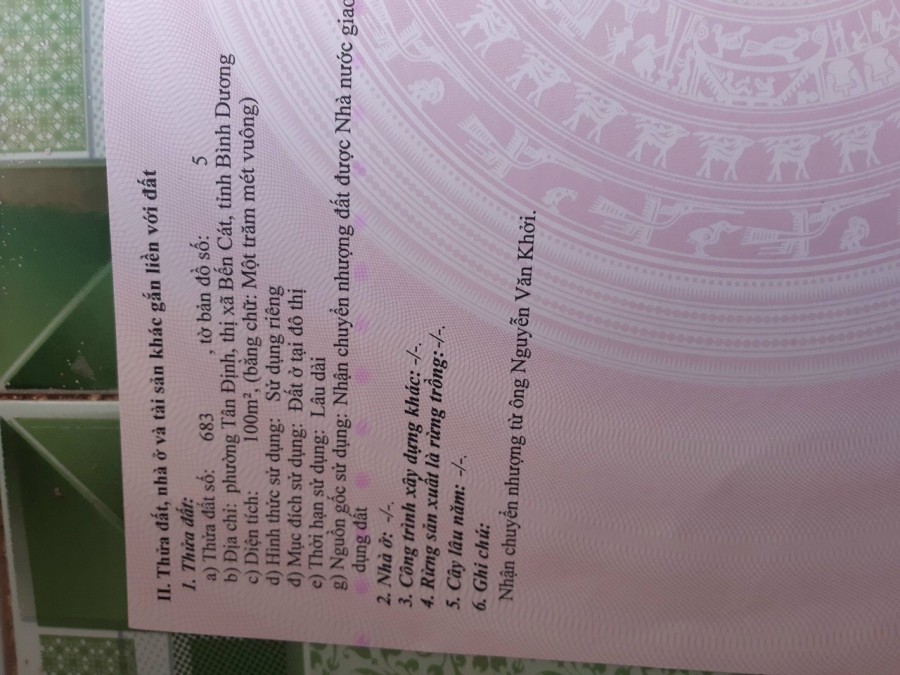 II. Thửa đất, nhà ở và tài sản khác gắn liền với đất
1. Thửa đất:
a) Thửa đất số: 683 , tờ bản đồ số: 5
b) Địa chỉ: phường Tân Định, thị xã Bến Cát, tỉnh Bình Dương
c) Diện tích: 100m², (bằng chữ: Một trăm mét vuông)
d) Hình thức sử dụng: Sử dụng riêng
đ) Mục đích sử dụng: Đất ở tại đô thị
e) Thời hạn sử dụng: Lâu dài
g) Nguồn gốc sử dụng: Nhận chuyển nhượng đất được Nhà nước giao
dụng đất
2. Nhà ở: -/-.
3. Công trình xây dựng khác: -/-.
4. Rừng sản xuất là rừng trồng: -/-.
5. Cây lâu năm: -/-.
6. Ghi chú:
Nhận chuyển nhượng từ ông Nguyễn Văn Khởi.